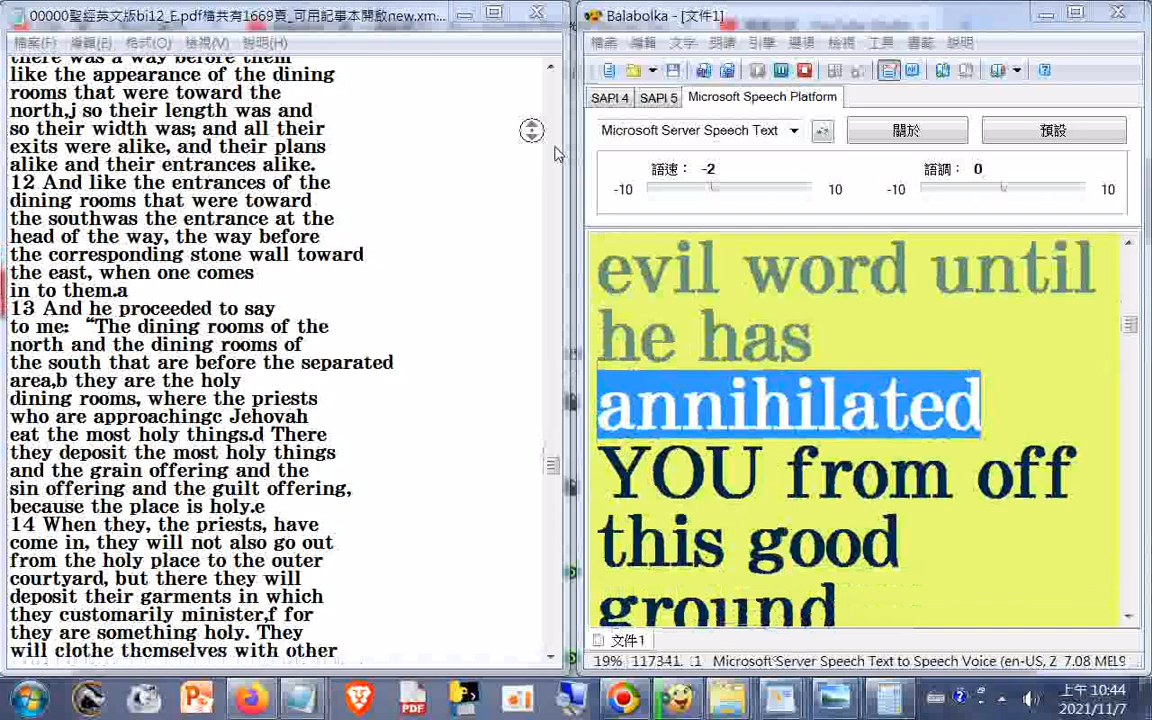 00000聖經英文版bi12_E.pdf檔共有1669頁_可用記事本開啟new.xm...
檔案(F) 編輯(E) 格式(O) 檢視(V) 說明(H)
there was a way before them
like the appearance of the dining
rooms that were toward the
north,j so their length was and
so their width was; and all their
exits were alike, and their plans
alike and their entrances alike.
12 And like the entrances of the
dining rooms that were toward
the southwas the entrance at the
head of the way, the way before
the corresponding stone wall toward
the east, when one comes
in to them.a
13 And he proceeded to say
to me: “The dining rooms of the
north and the dining rooms of
the south that are before the separated
area,b they are the holy
dining rooms, where the priests
who are approachingc Jehovah
eat the most holy things.d There
they deposit the most holy things
and the grain offering and the
sin offering and the guilt offering,
because the place is holy.e
14 When they, the priests, have
come in, they will not also go out
from the holy place to the outer
courtyard, but there they will
deposit their garments in which
they customarily minister,f for
they are something holy. They
will clothe themselves with other
Balabolka - [文件1]
檔案 編輯 文字 朗讀 引擎 選項 檢視 工具 書籤 說明
SAPI 4 SAPI 5 Microsoft Speech Platform
Microsoft Server Speech Text 關於 預設
語速： -2 語調： 0
-10 10 -10 10
evil word until
he has
annihilated
YOU from off
this good
ground
文件1
19% 117341. :1 Microsoft Server Speech Text to Speech Voice (en-US, Z 7.08 MB
上午 10:44
2021/11/7